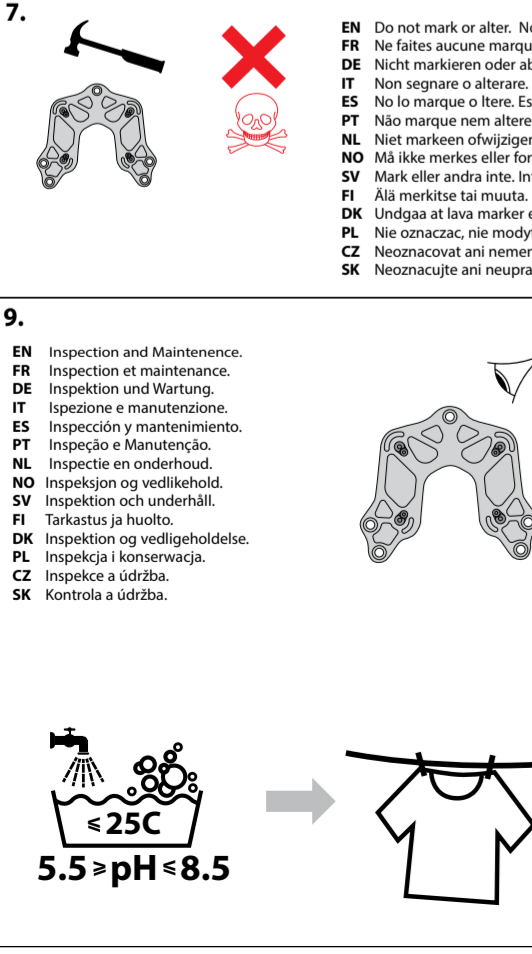 7.
EN Do not mark or alter.
FR Ne faites aucune marque
DE Nicht markieren oder
IT Non segnare o alterare.
ES No lo marque o ltere.
PT Não marque nem altere
NL Niet markeen ofwijzigen
NO Må ikke merkes eller
SV Mark eller andra inte.
FI Älä merkitse tai muuta.
DK Undgaa at lava marker
PL Nie oznaczac, nie
CZ Neoznacovat ani
SK Neoznacujte ani
9.
EN Inspection and Maintenence.
FR Inspection et maintenance.
DE Inspektion und Wartung.
IT Ispezione e manutenzione.
ES Inspección y mantenimiento.
PT Inspeção e Manutenção.
NL Inspectie en onderhoud.
NO Inspeksjon og vedlikehold.
SV Inspektion och underhåll.
FI Tarkastus ja huolto.
DK Inspektion og vedligeholdelse.
PL Inspekcja i konserwacja.
CZ Inspekce a údržba.
SK Kontrola a údržba.
≤25C
5.5≥pH≤8.5